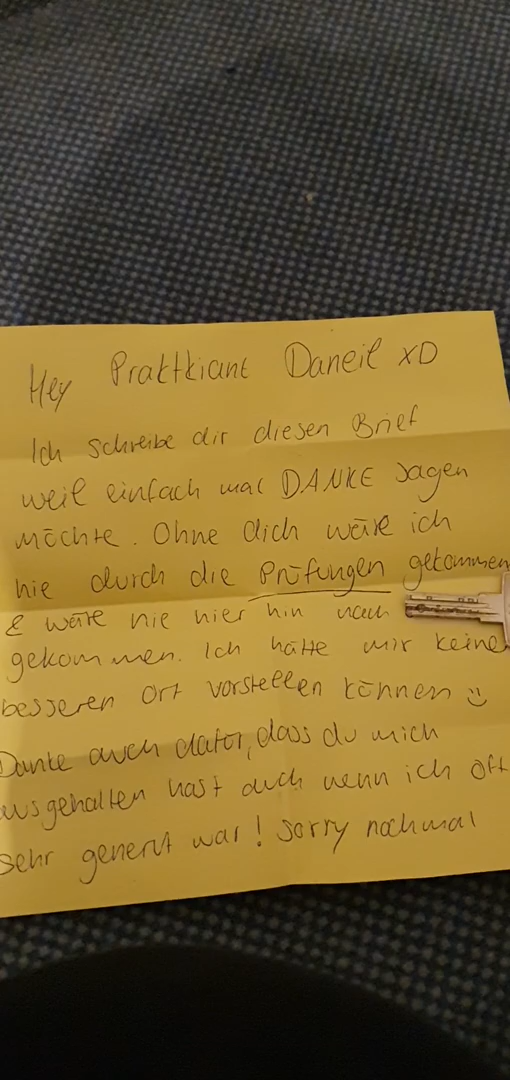 Hey Praktkiant Daneil XD
Ich schreibe dir diesen Brief
weil einfach mal DANKE sagen
möchte. Ohne dich wäre ich
nie durch die Prüfungen gekommen
& wäre nie hier hin nach
gekommen. Ich hätte mir keine
besseren Ort vorstellen können
Danke auch dafür, dass du mich
ausgehalten hast auch wenn ich oft
sehr generft war! Sorry nochmal